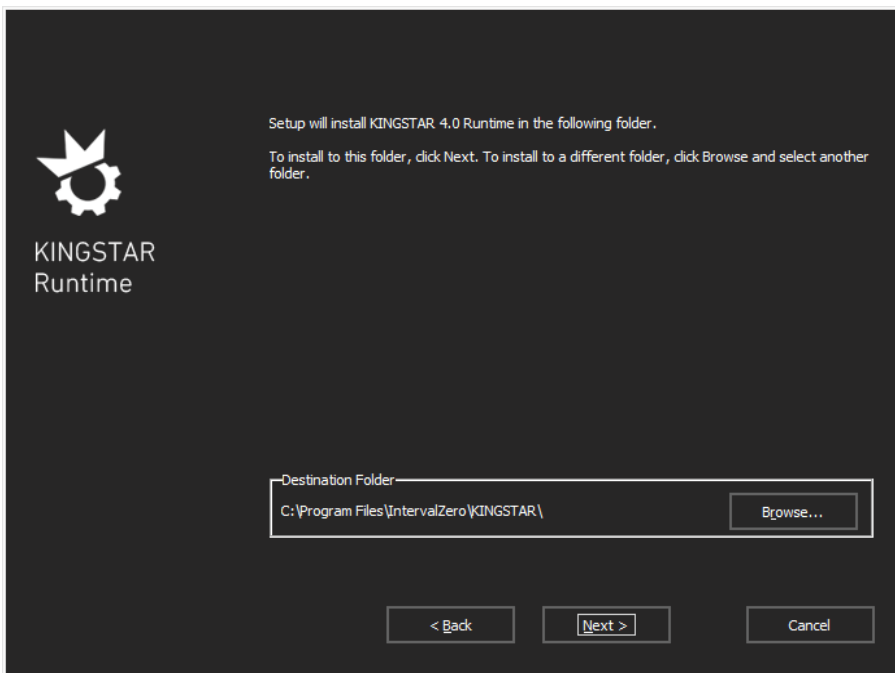 Setup will install KINGSTAR 4.0 Runtime in the following folder.
To install to this folder, click Next. To install to a different folder, click Browse and select another
folder.
KINGSTAR
Runtime
Destination Folder
C:\Program Files\IntervalZero\KINGSTAR\
Browse...
< Back
Next >
Cancel